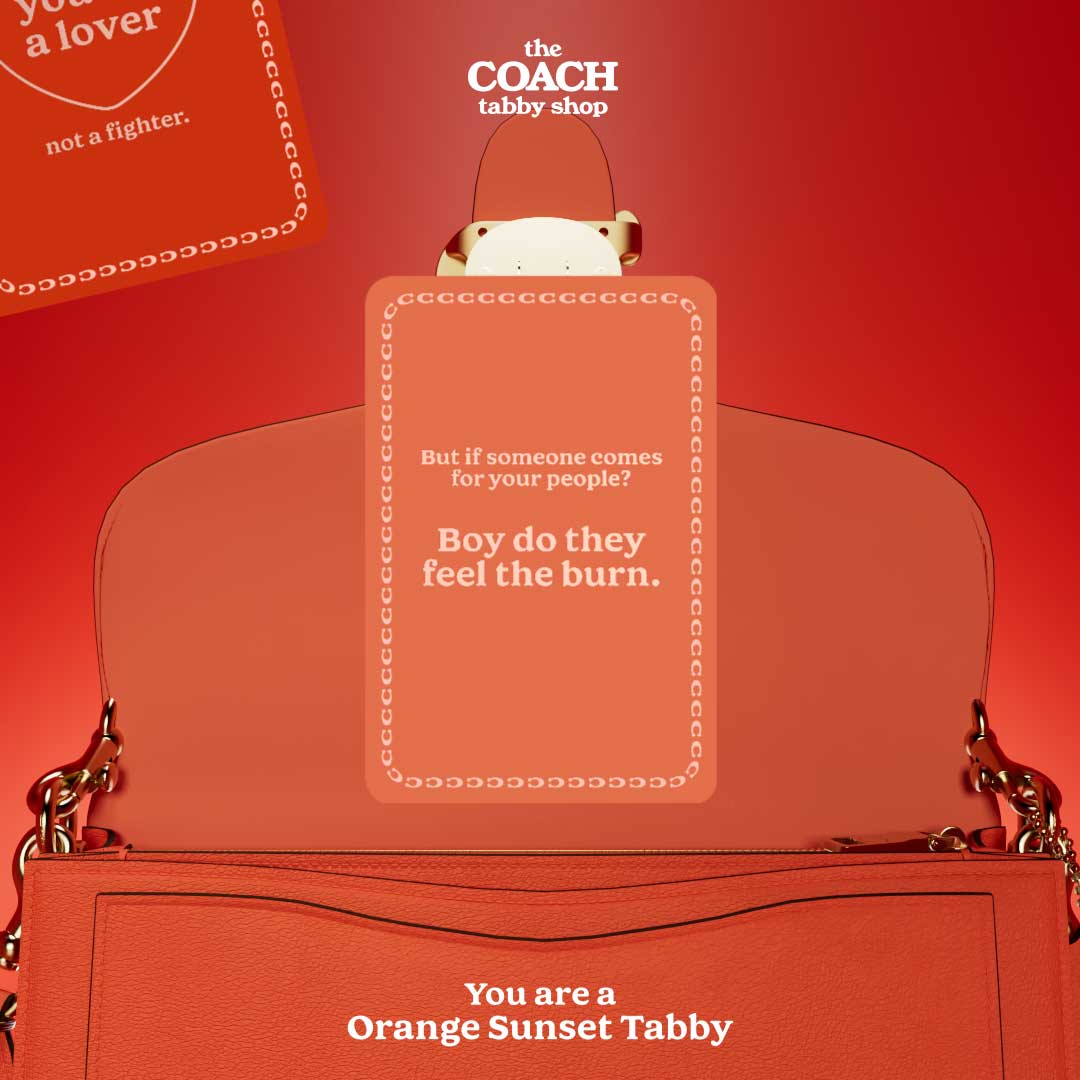 a lover
not a fighter.
the
COACH
tabby shop
But if someone comes
for your people?
Boy do they
feel the burn.
You are a
Orange Sunset Tabby